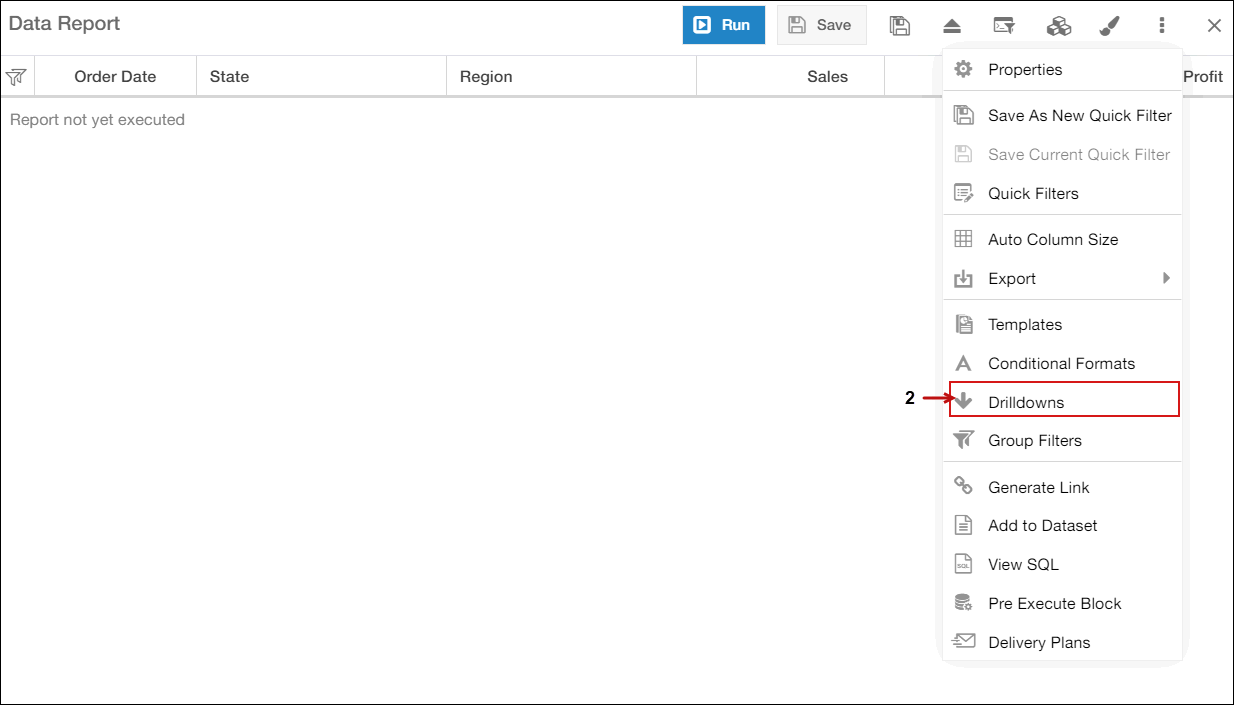 Data Report
Run
Save
Order Date
State
Region
Sales
Profit
Report not yet executed
Properties
Save As New Quick Filter
Save Current Quick Filter
Quick Filters
Auto Column Size
Export
Templates
Conditional Formats
2
Drilldowns
Group Filters
Generate Link
Add to Dataset
SQL
View SQL
Pre Execute Block
Delivery Plans